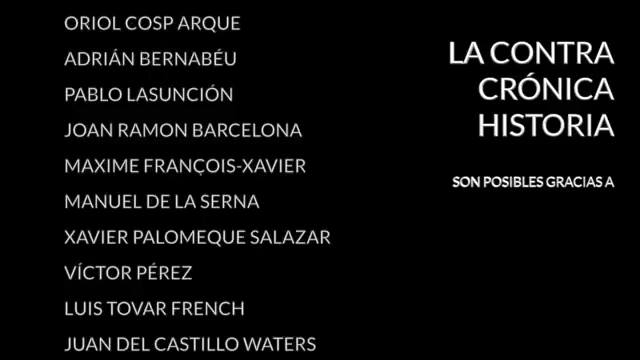 ORIOL COSP ARQUE
ADRIÁN BERNABÉU
PABLO LASUNCIÓN
JOAN RAMON BARCELONA
MAXIME FRANÇOIS-XAVIER
MANUEL DE LA SERNA
XAVIER PALOMEQUE SALAZAR
VÍCTOR PÉREZ
LUIS TOVAR FRENCH
JUAN DEL CASTILLO WATERS
LA CONTRA
CRÓNICA
HISTORIA
SON POSIBLES GRACIAS A